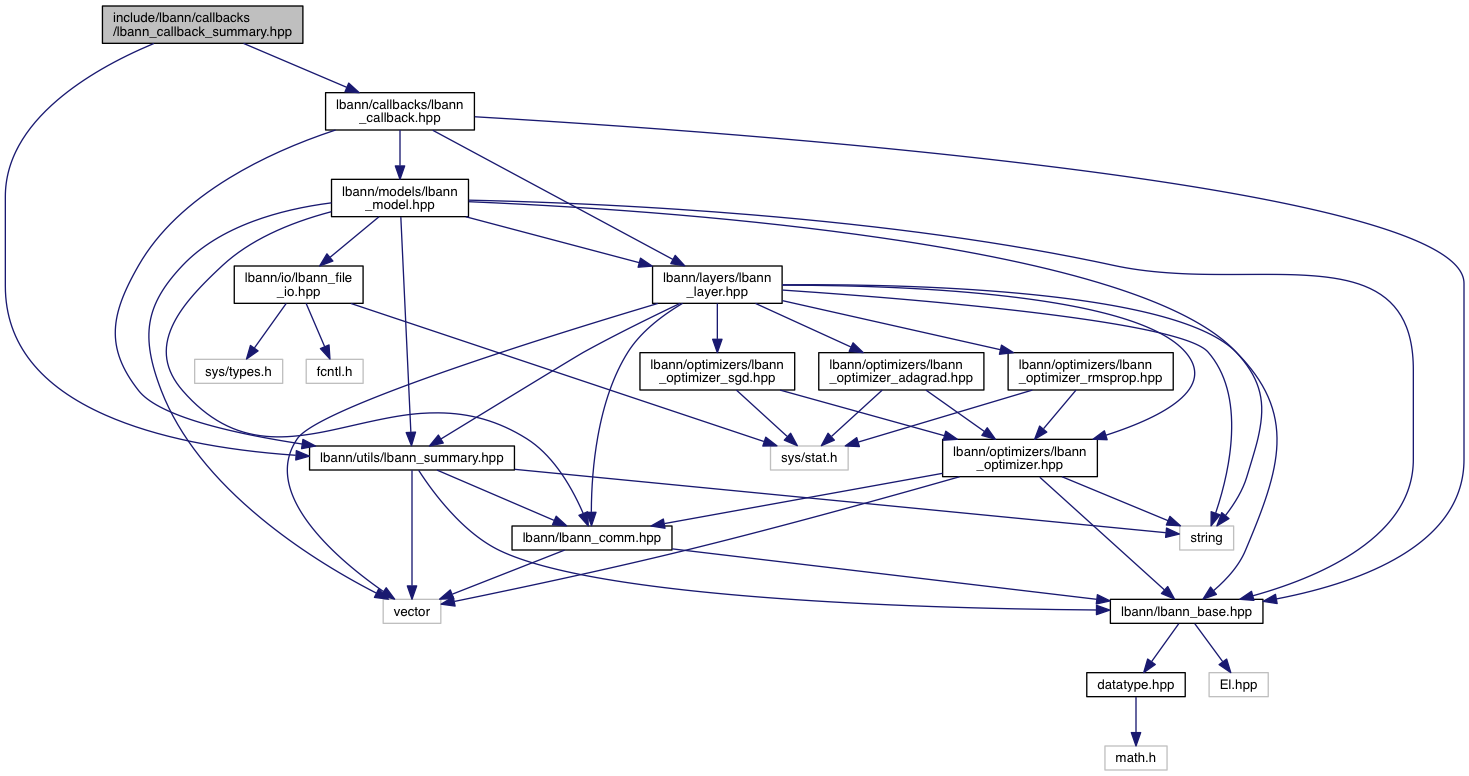 include/lbann/callbacks
/lbann_callback_summary.hpp
lbann/callbacks/lbann
_callback.hpp
lbann/models/lbann
_model.hpp
lbann/io/lbann_file
_io.hpp
lbann/layers/lbann
_layer.hpp
sys/types.h
fcntl.h
lbann/optimizers/lbann
_optimizer_sgd.hpp
lbann/optimizers/lbann
_optimizer_adagrad.hpp
lbann/optimizers/lbann
_optimizer_rmsprop.hpp
lbann/utils/lbann_summary.hpp
sys/stat.h
lbann/optimizers/lbann
_optimizer.hpp
lbann/lbann_comm.hpp
string
vector
lbann/lbann_base.hpp
datatype.hpp
El.hpp
math.h